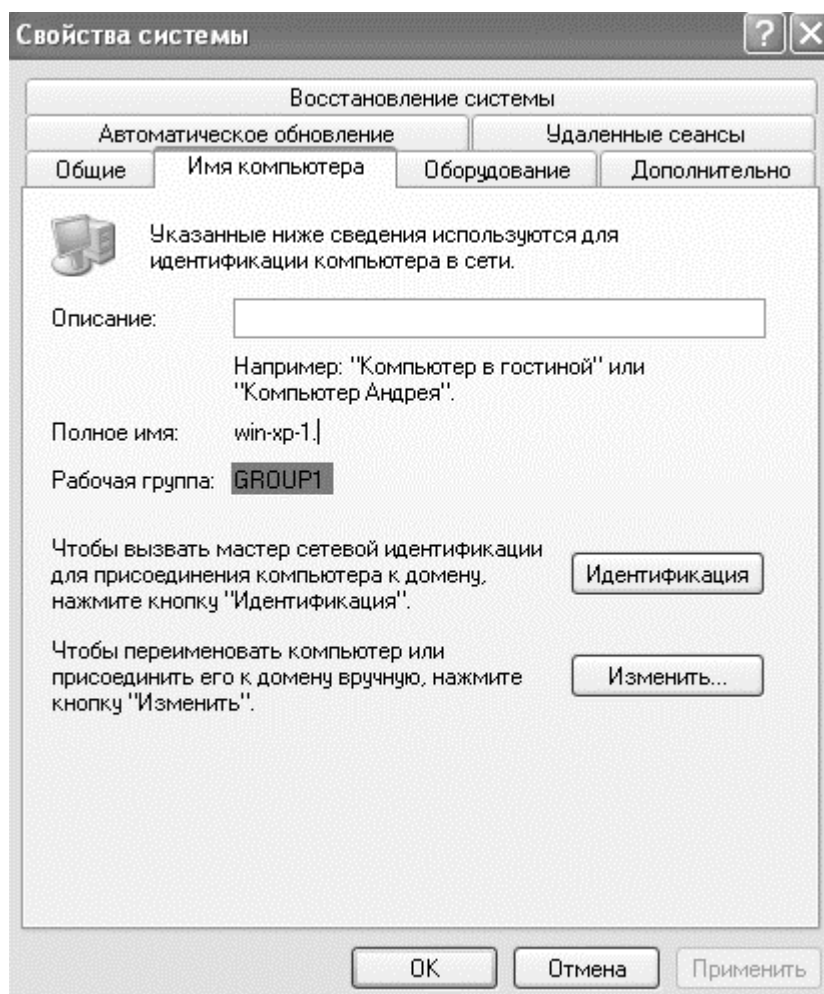 Свойства системы
Восстановление системы
Автоматическое обновление Удаленные сеансы
Общие Имя компьютера Оборудование Дополнительно
Указанные ниже сведения используются для
идентификации компьютера в сети.
Описание:
Например: "Компьютер в гостиной" или
"Компьютер Андрея".
Полное имя: win-xp-1.
Рабочая группа: GROUP1
Чтобы вызвать мастер сетевой идентификации
для присоединения компьютера к домену,
нажмите кнопку "Идентификация".
Идентификация
Чтобы переименовать компьютер или
присоединить его к домену вручную, нажмите
кнопку "Изменить".
Изменить...
OK Отмена Применить